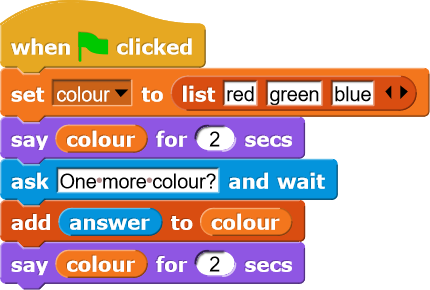 when clicked
set colour to list red green blue
say colour for 2 secs
ask One•more•colour? and wait
add answer to colour
say colour for 2 secs